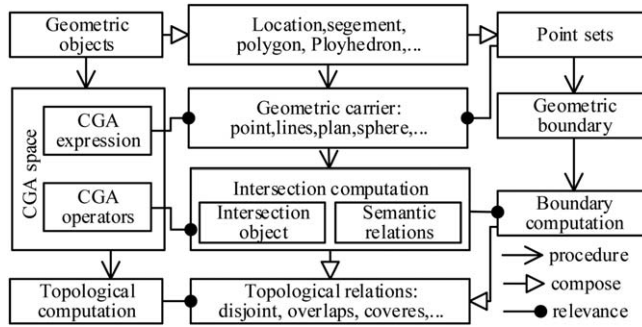 Geometric
objects
Location,segement,
polygon, Ployhedron,...
Point sets
CGA space
CGA
expression
Geometric carrier:
point,lines,plan,sphere,...
Geometric
boundary
CGA
operators
Intersection computation
Intersection
object
Semantic
relations
Boundary
computation
Topological
computation
Topological relations:
disjoint, overlaps, coveres,...
procedure
compose
relevance